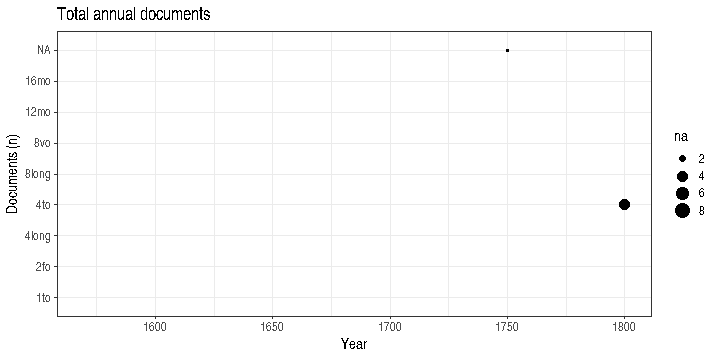 Total annual documents
Documents (n)
NA
16mo
12mo
8vo
8long
4to
4long
2fo
1to
1600
1650
1700
1750
1800
Year
na
2
4
6
8